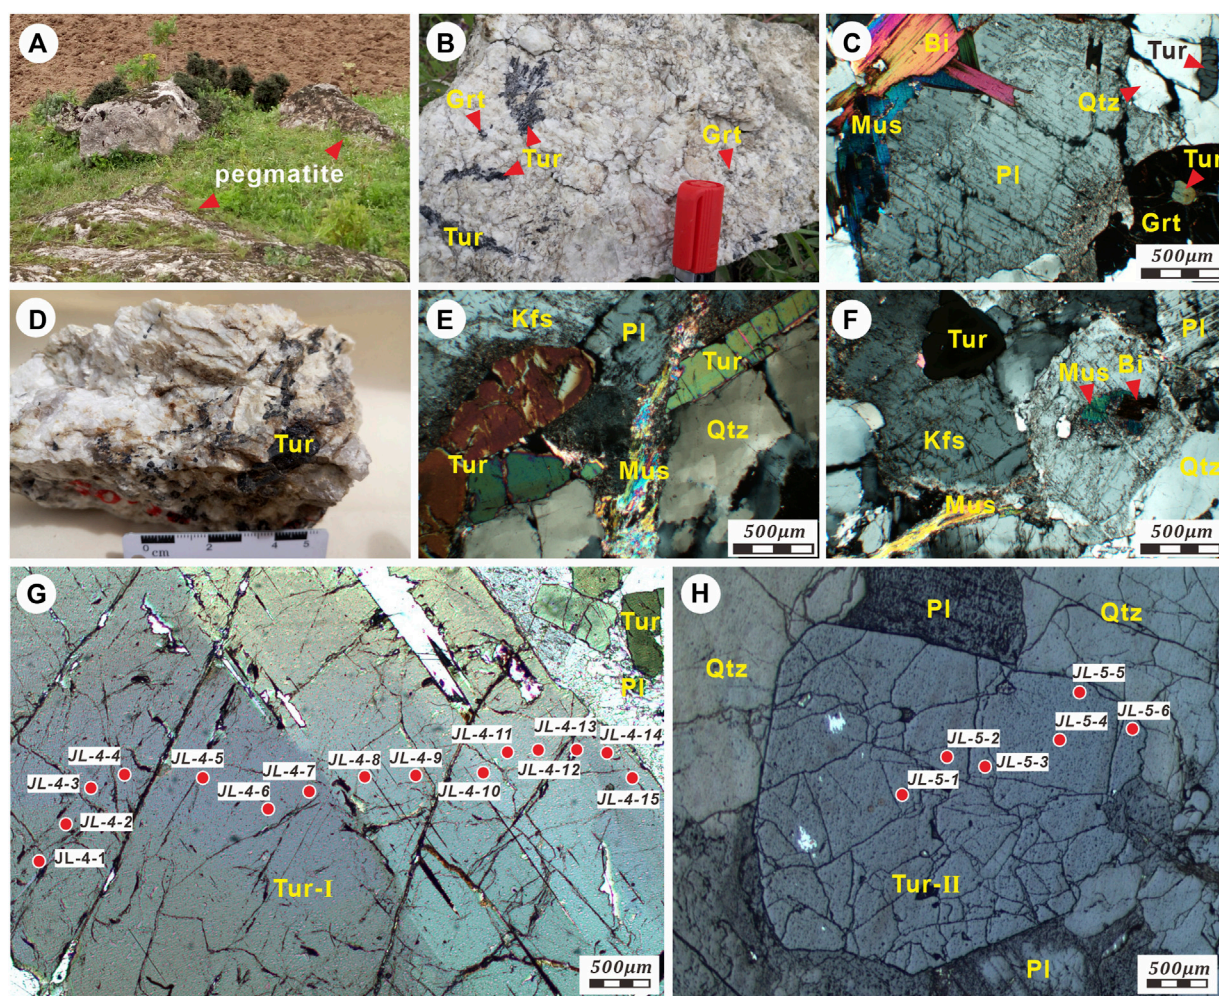 A
pegmatite
B
Grt
Tur
Grt
Tur
C
Bi
Tur
Qtz
Mus
Pl
Tur
Grt
500μm
D
Tur
0 2 4 5
cm
E
Kfs
Pl
Tur
Qtz
Tur
Mus
500μm
F
Tur
Pl
Mus
Bi
Kfs
Qtz
Mus
500μm
G
Tur
Pl
JL-4-11
JL-4-13
JL-4-14
JL-4-4
JL-4-5
JL-4-7
JL-4-8
JL-4-9
JL-4-12
JL-4-3
JL-4-6
JL-4-10
JL-4-15
JL-4-2
JL-4-1
Tur-I
500μm
H
Pl
Qtz
Qtz
JL-5-5
JL-5-6
JL-5-4
JL-5-2
JL-5-3
JL-5-1
Tur-II
Pl
500μm